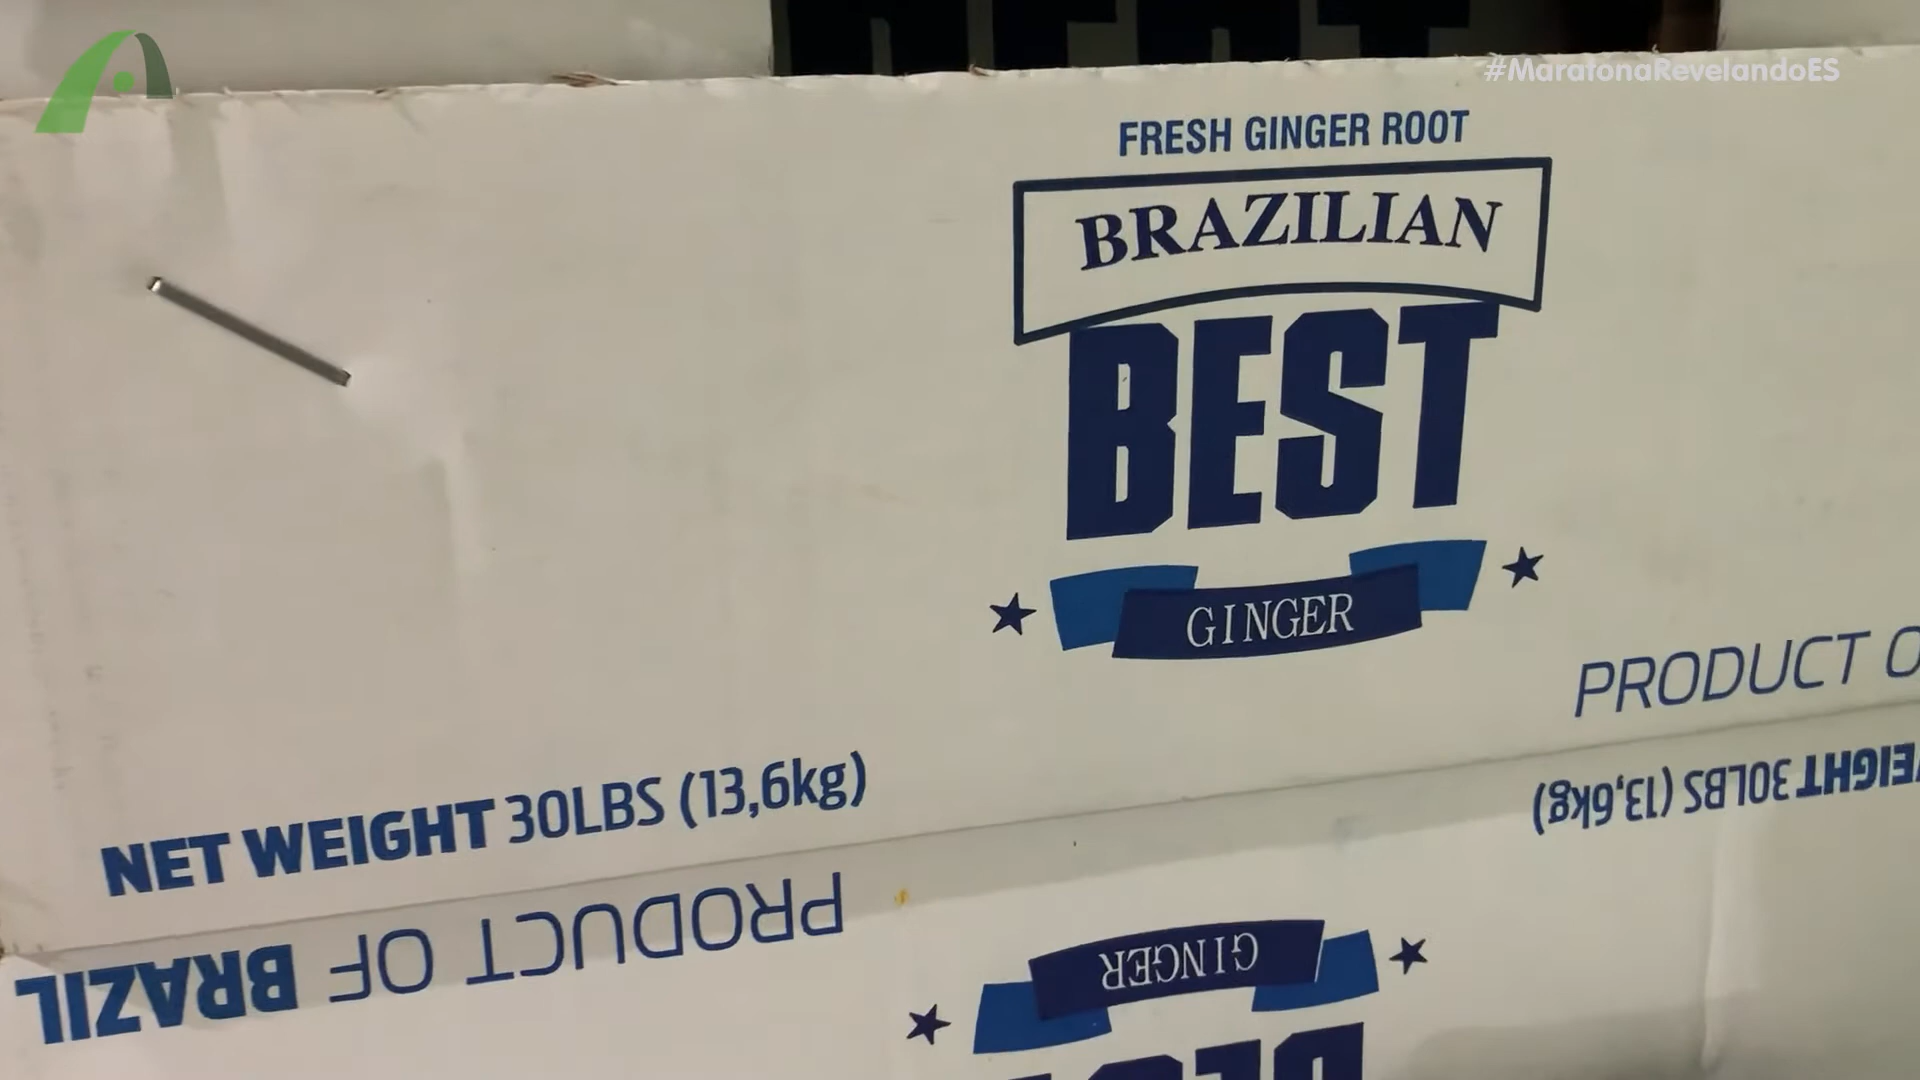 #MaratonaRevelandoES
FRESH GINGER ROOT
BRAZILIAN
BEST
GINGER
PRODUCT O
NET WEIGHT 30LBS (13,6kg)
EIGHT 30LBS (13,6kg)
PRODUCT OF BRAZIL
GINGER
BEST